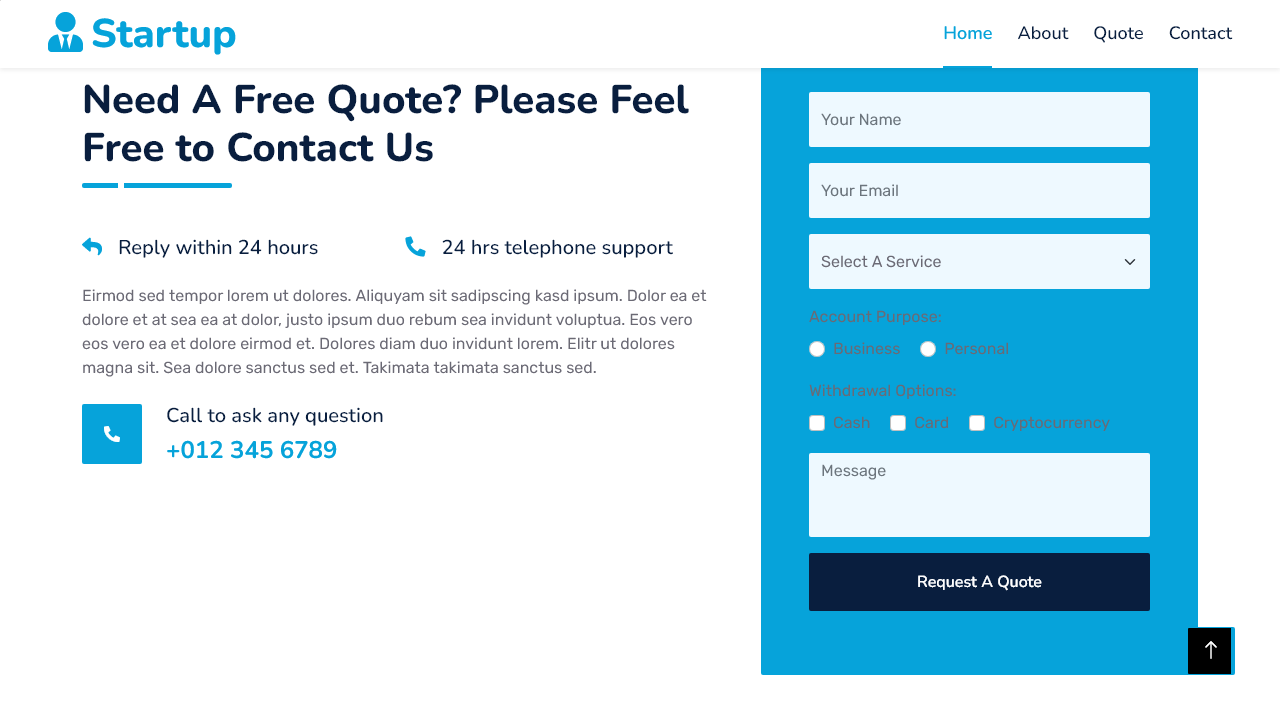 Startup
Home
About
Quote
Contact
Need A Free Quote? Please Feel
Free to Contact Us
Reply within 24 hours
24 hrs telephone support
Eirmod sed tempor lorem ut dolores. Aliquyam sit sadipscing kasd ipsum. Dolor ea et
dolore et at sea ea at dolor, justo ipsum duo rebum sea invidunt voluptua. Eos vero
eos vero ea et dolore eirmod et. Dolores diam duo invidunt lorem. Elitr ut dolores
magna sit. Sea dolore sanctus sed et. Takimata takimata sanctus sed.
Call to ask any question
+012 345 6789
Your Name
Your Email
Select A Service
Account Purpose:
Business
Personal
Withdrawal Options:
Cash
Card
Cryptocurrency
Message
Request A Quote